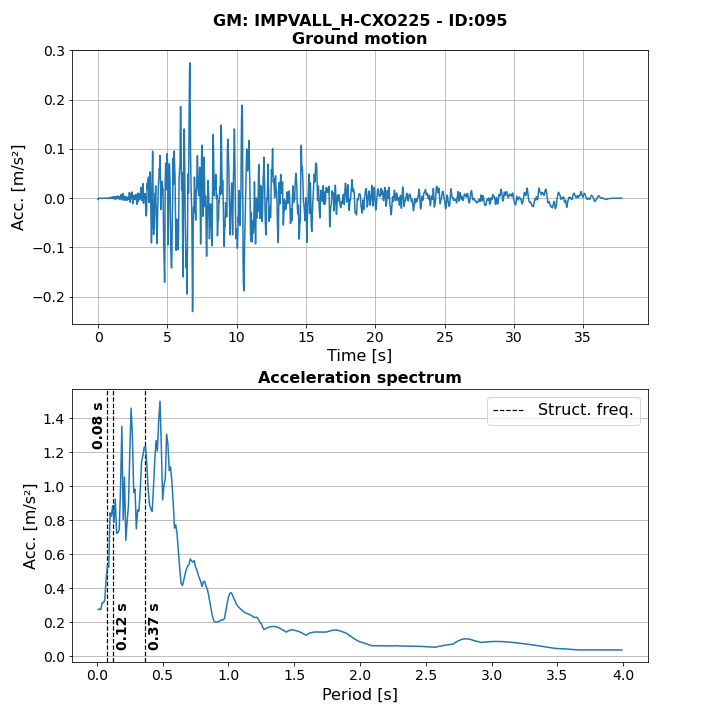 GM: IMPVALL_H-CXO225 - ID:095
Ground motion
0.3
0.2
0.1
0.0
−0.1
−0.2
Acc. [m/s²]
0 5 10 15 20 25 30 35
Time [s]
Acceleration spectrum
1.4
1.2
1.0
0.8
0.6
0.4
0.2
0.0
Acc. [m/s²]
Struct. freq.
0.08 s
0.12 s
0.37 s
0.0 0.5 1.0 1.5 2.0 2.5 3.0 3.5 4.0
Period [s]